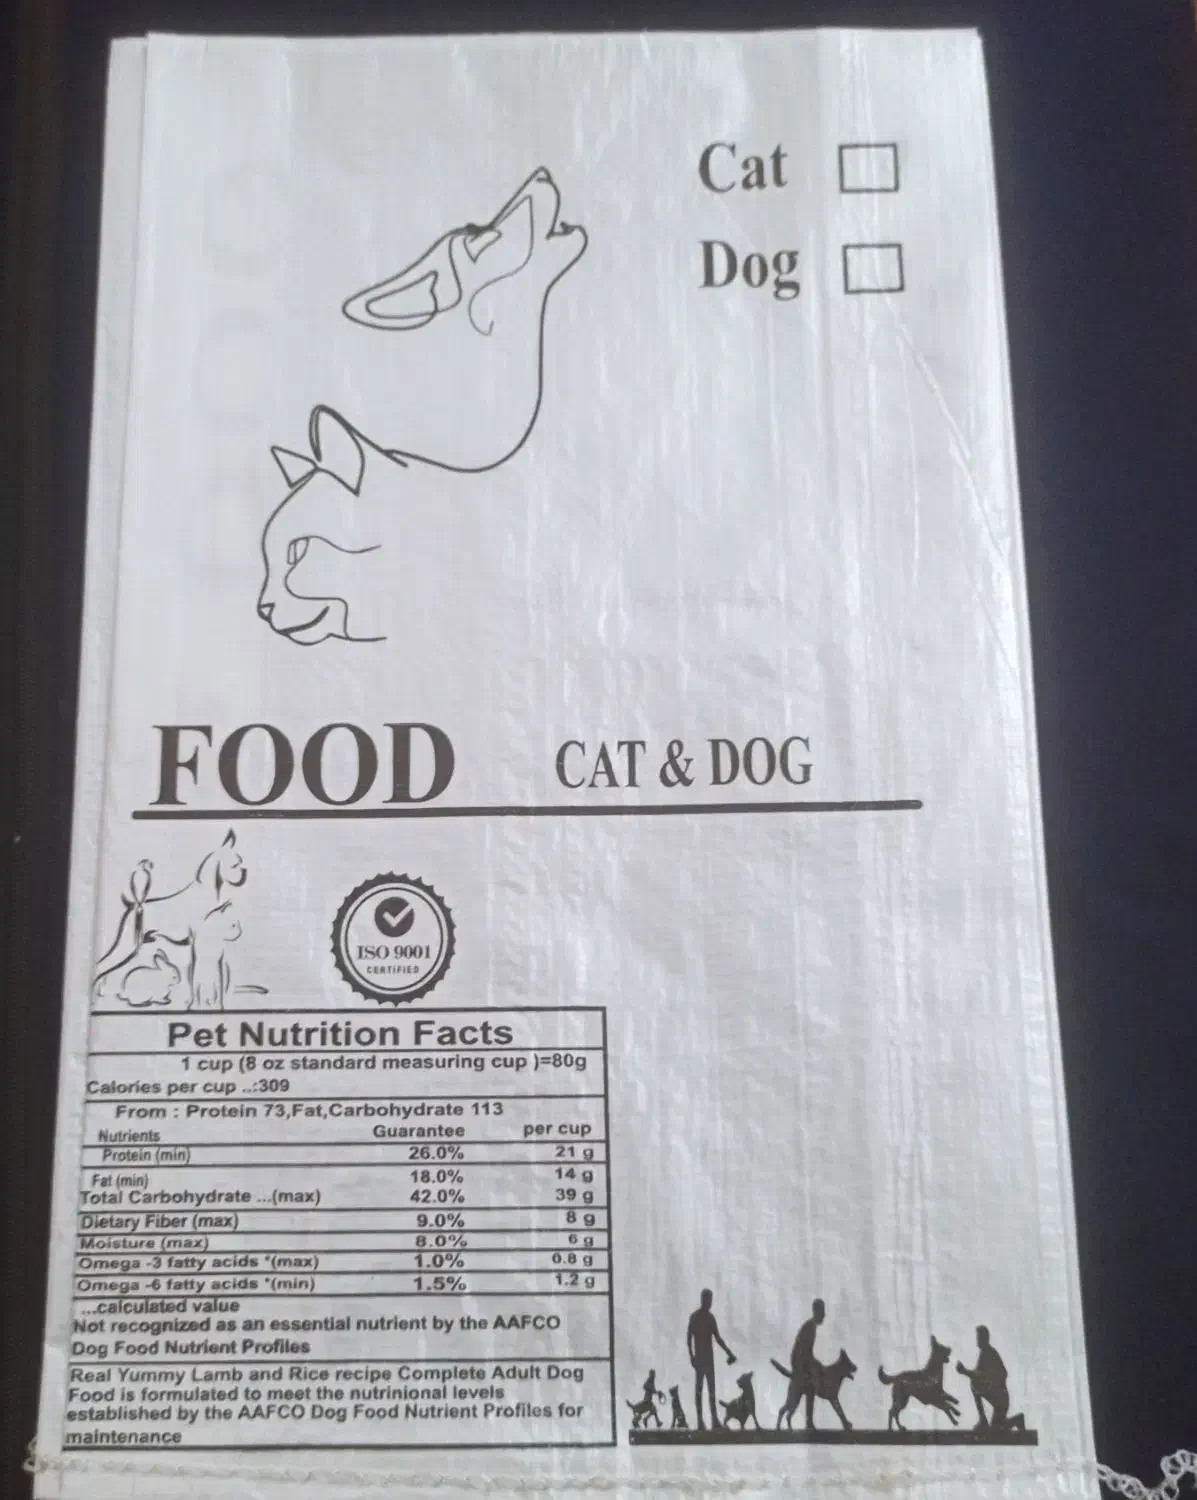 Cat
Dog
FOOD CAT & DOG
ISO 9001
CERTIFIED
Pet Nutrition Facts
1 cup (8 oz standard measuring cup )=80g
Calories per cup ..:309
From : Protein 73,Fat,Carbohydrate 113
Nutrients Guarantee per cup
Protein (min) 26.0% 21 g
Fat (min) 18.0% 14 g
Total Carbohydrate ...(max) 42.0% 39 g
Dietary Fiber (max) 9.0% 8 g
Moisture (max) 8.0% 6 g
Omega -3 fatty acids *(max) 1.0% 0.8 g
Omega -6 fatty acids *(min) 1.5% 1.2 g
...calculated value
Not recognized as an essential nutrient by the AAFCO
Dog Food Nutrient Profiles
Real Yummy Lamb and Rice recipe Complete Adult Dog
Food is formulated to meet the nutrinional levels
established by the AAFCO Dog Food Nutrient Profiles for
maintenance